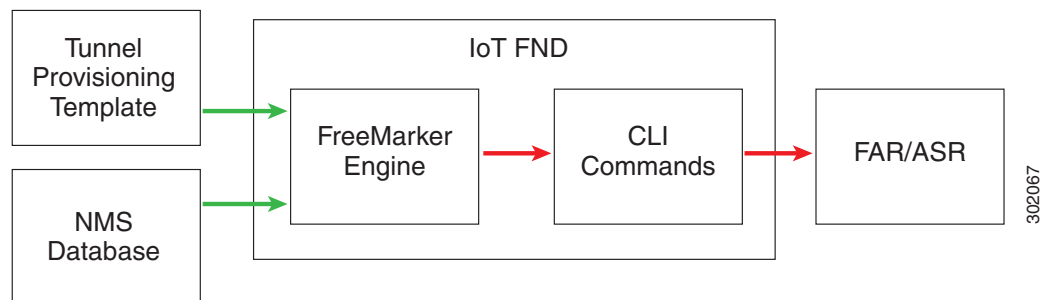 Tunnel
Provisioning
Template
NMS
Database
IoT FND
FreeMarker
Engine
CLI
Commands
FAR/ASR
302067